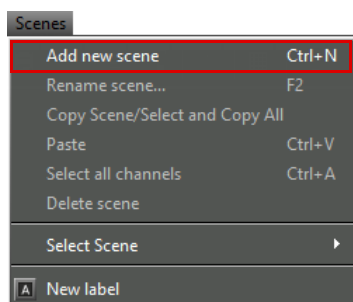 Scenes
Add new scene Ctrl+N
Rename scene... F2
Copy Scene/Select and Copy All
Paste Ctrl+V
Select all channels Ctrl+A
Delete scene
Select Scene
A New label